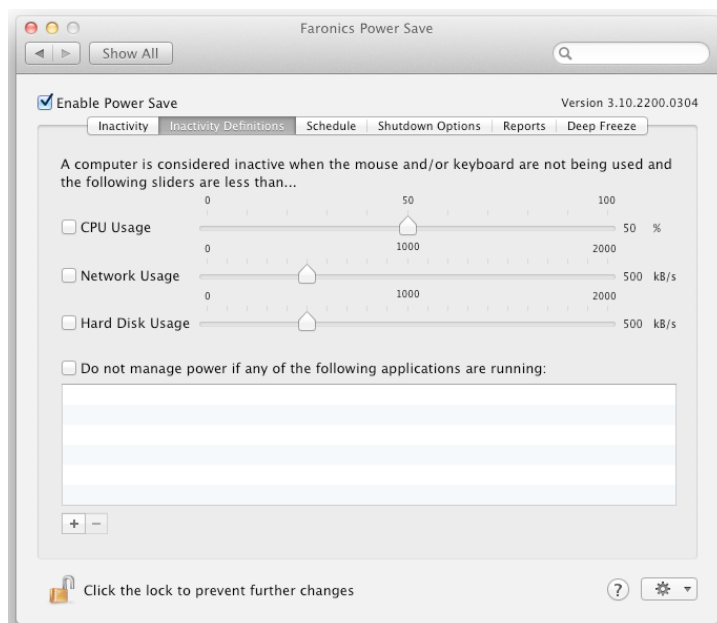 Faronics Power Save
Show All
Enable Power Save
Version 3.10.2200.0304
Inactivity Inactivity Definitions Schedule Shutdown Options Reports Deep Freeze
A computer is considered inactive when the mouse and/or keyboard are not being used and
the following sliders are less than...
0 50 100
CPU Usage 50 %
0 1000 2000
Network Usage 500 kB/s
0 1000 2000
Hard Disk Usage 500 kB/s
Do not manage power if any of the following applications are running:
+ −
Click the lock to prevent further changes
?